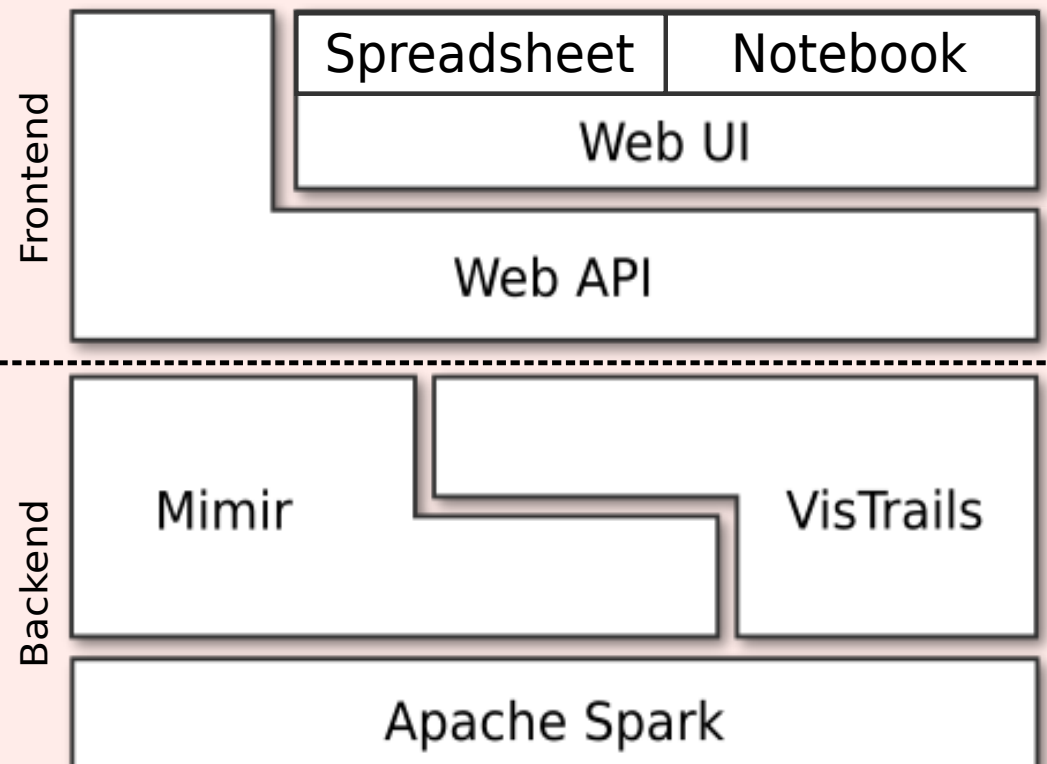 Frontend
Spreadsheet
Notebook
Web UI
Web API
Backend
Mimir
VisTrails
Apache Spark